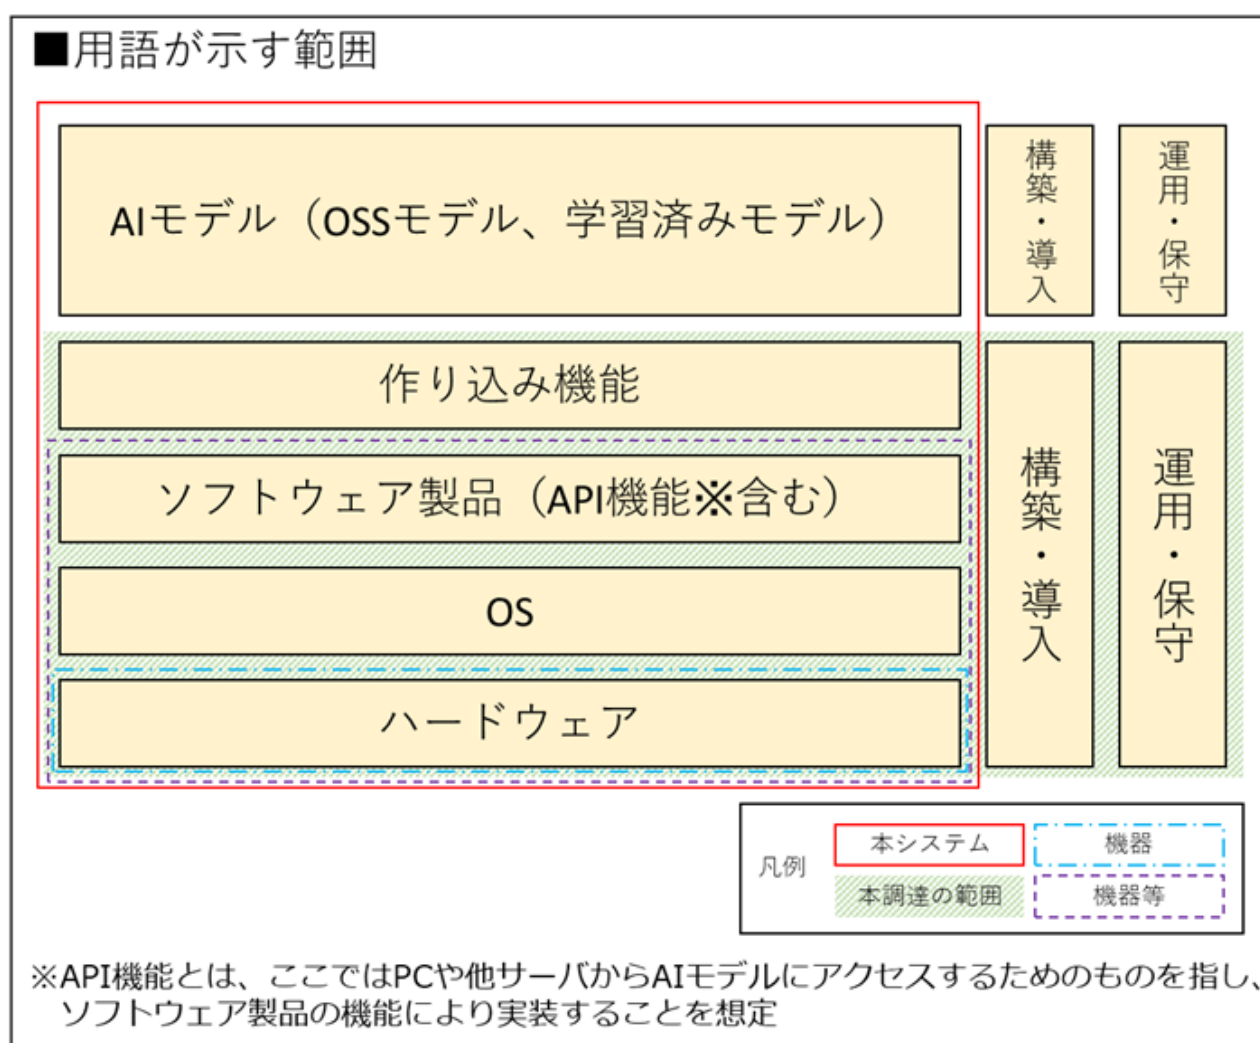 ■用語が示す範囲
AIモデル（OSSモデル、学習済みモデル）
構築・導入
運用・保守
作り込み機能
ソフトウェア製品（API機能※含む）
OS
ハードウェア
構築・導入
運用・保守
凡例
本システム
機器
本調達の範囲
機器等
※API機能とは、ここではPCや他サーバからAIモデルにアクセスするためのものを指し、
ソフトウェア製品の機能により実装することを想定